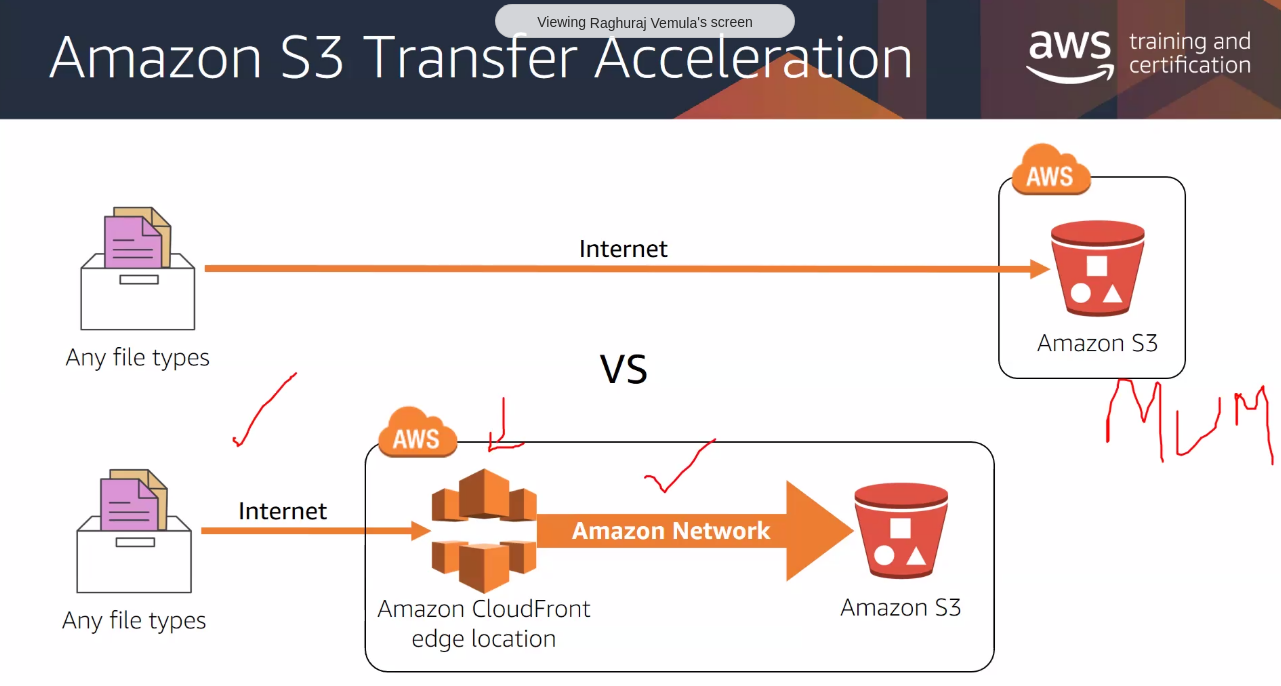 Viewing Raghuraj Vemula's screen
Amazon S3 Transfer Acceleration
aws training and
certification
AWS
Internet
Any file types
Amazon S3
VS
MUM
AWS
Internet
Amazon Network
Any file types
Amazon CloudFront
edge location
Amazon S3